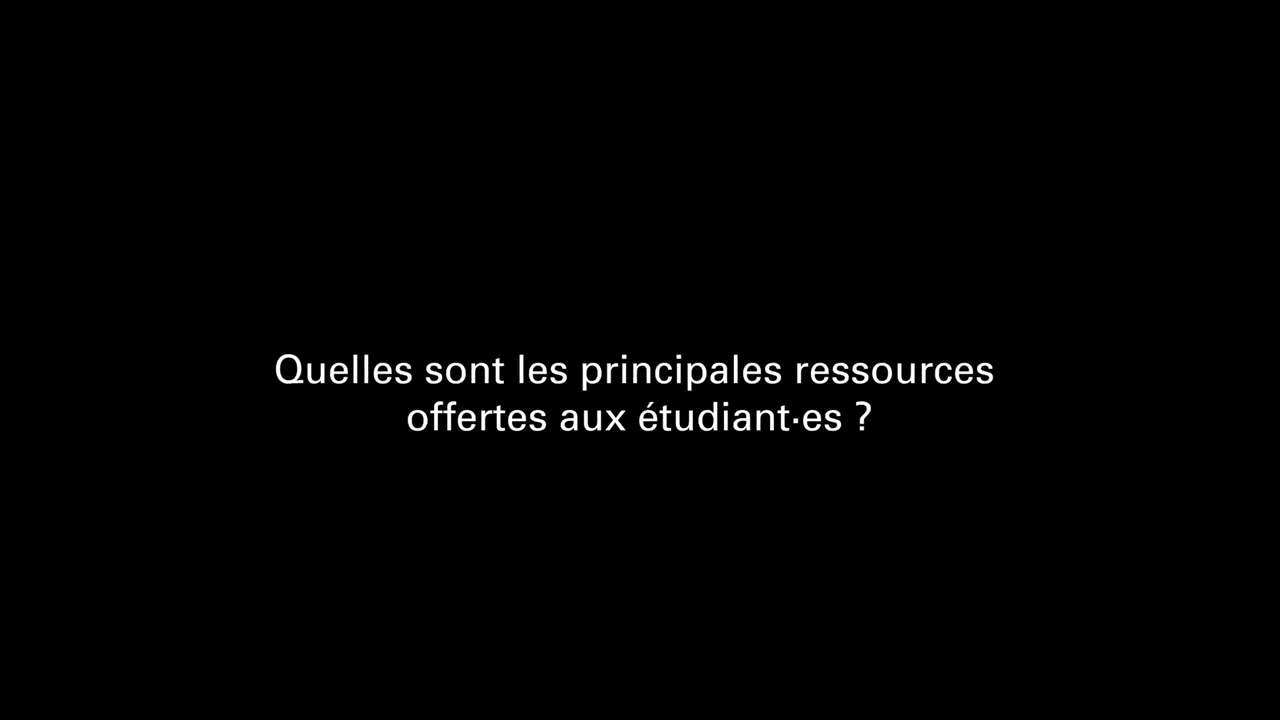 Quelles sont les principales ressources
offertes aux étudiant·es ?